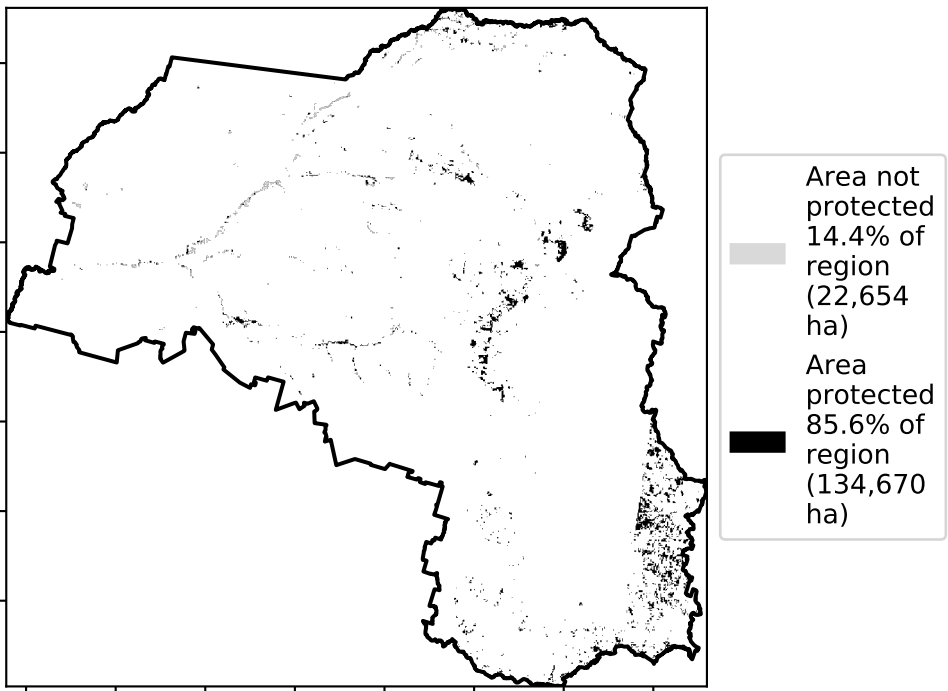 Area not
protected
14.4% of
region
(22,654
ha)
Area
protected
85.6% of
region
(134,670
ha)